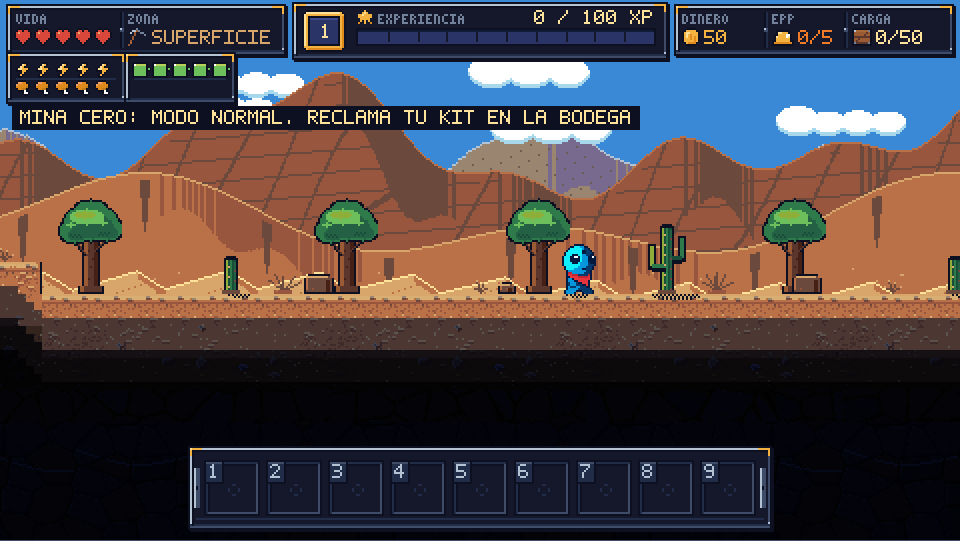 VIDA
ZONA
SUPERFICIE
1
EXPERIENCIA
0 / 100 XP
DINERO
50
EPP
0/5
CARGA
0/50
MINA CERO: MODO NORMAL. RECLAMA TU KIT EN LA BODEGA
1 2 3 4 5 6 7 8 9